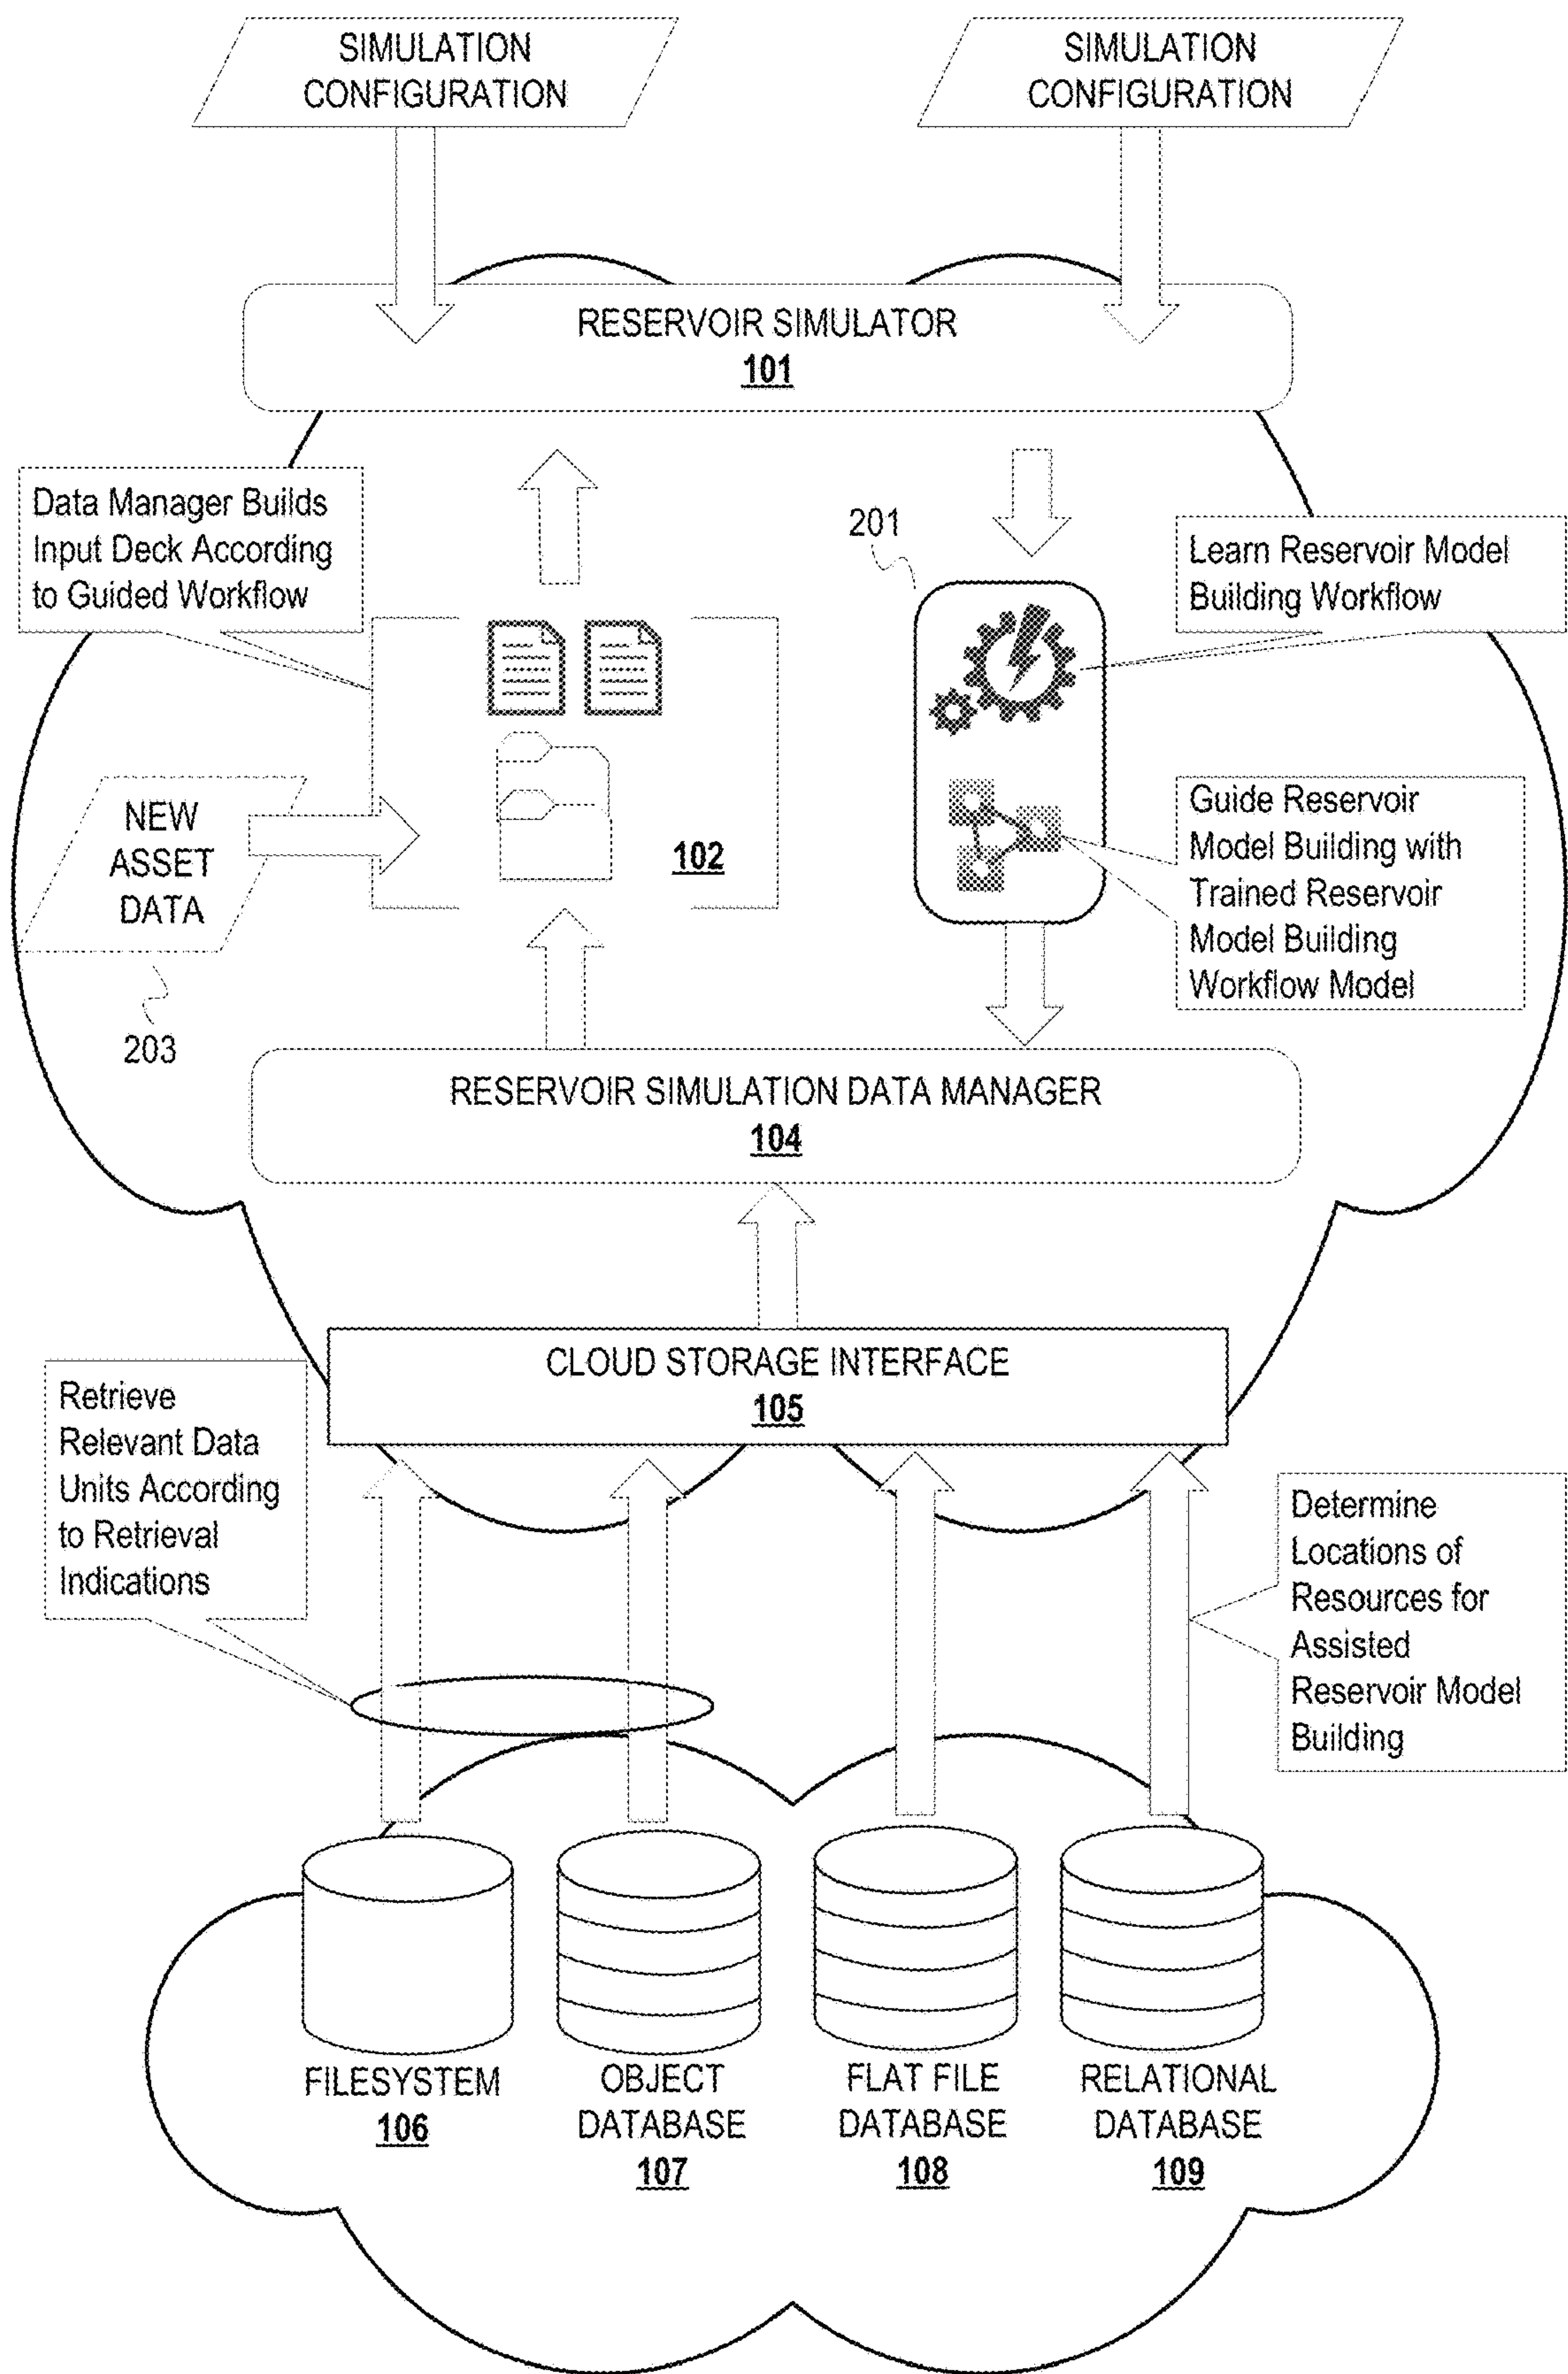 SIMULATION
CONFIGURATION
SIMULATION
CONFIGURATION
RESERVOIR SIMULATOR
101
Data Manager Builds
Input Deck According
to Guided Workflow
201
Learn Reservoir Model
Building Workflow
NEW
ASSET
DATA
102
Guide Reservoir
Model Building with
Trained Reservoir
Model Building
Workflow Model
203
RESERVOIR SIMULATION DATA MANAGER
104
CLOUD STORAGE INTERFACE
105
Retrieve
Relevant Data
Units According
to Retrieval
Indications
Determine
Locations of
Resources for
Assisted
Reservoir Model
Building
FILESYSTEM
106
OBJECT
DATABASE
107
FLAT FILE
DATABASE
108
RELATIONAL
DATABASE
109